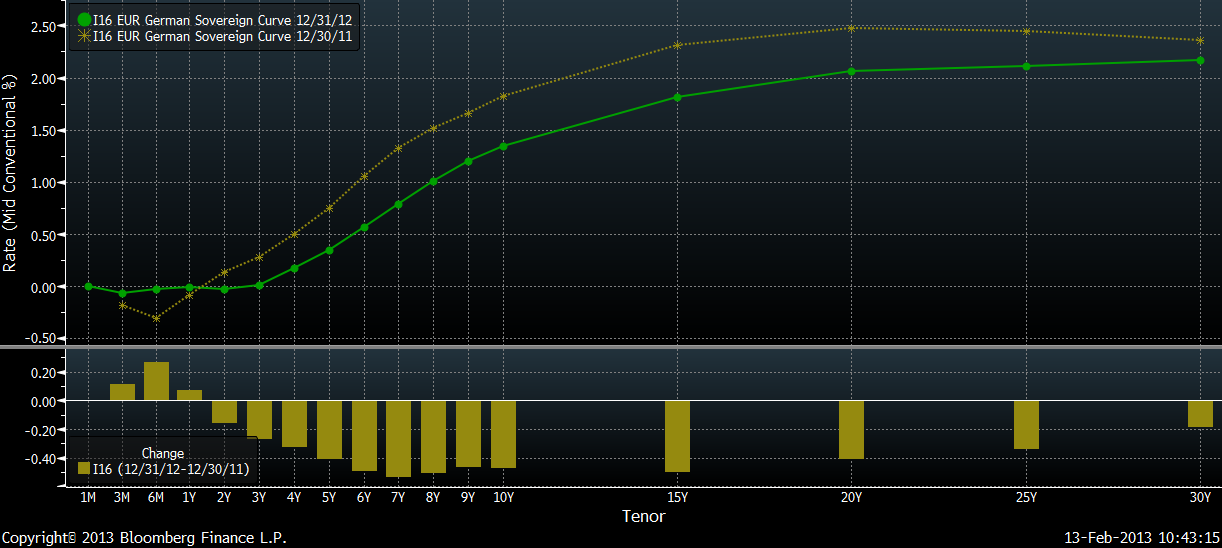 I16 EUR German Sovereign Curve 12/31/12
I16 EUR German Sovereign Curve 12/30/11
Rate (Mid Conventional %)
2.50
2.00
1.50
1.00
0.50
0.00
-0.50
0.20
0.00
-0.20
-0.40
Change
I16 (12/31/12-12/30/11)
1M 3M 6M 1Y 2Y 3Y 4Y 5Y 6Y 7Y 8Y 9Y 10Y 15Y 20Y 25Y 30Y
Tenor
Copyright© 2013 Bloomberg Finance L.P. 13-Feb-2013 10:43:15